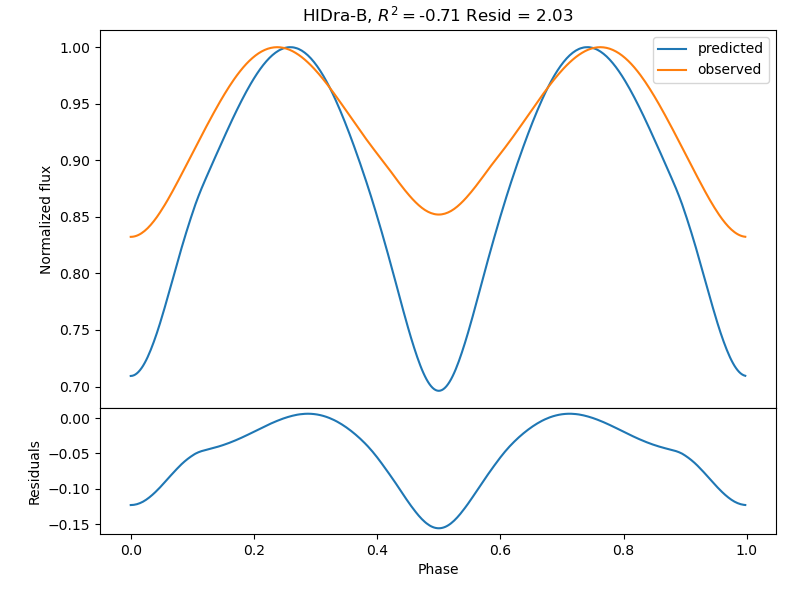 HIDra-B, $R^2 =$-0.71 Resid = 2.03
predicted
observed
Normalized flux
1.00
0.95
0.90
0.85
0.80
0.75
0.70
Residuals
0.00
−0.05
−0.10
−0.15
0.0 0.2 0.4 0.6 0.8 1.0
Phase